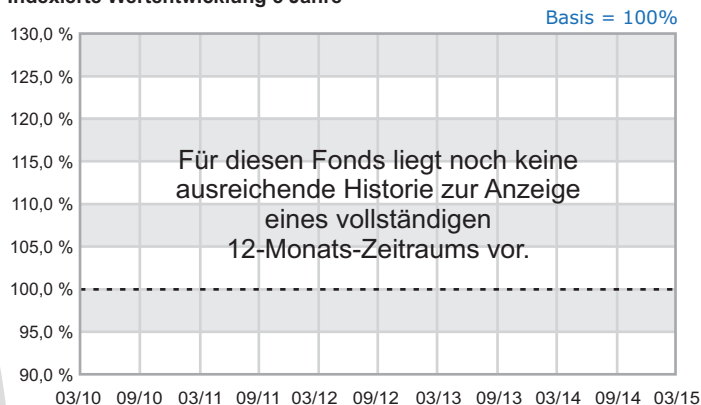 Indexierte Wertentwicklung 5 Jahre
Basis = 100%
130,0 %
125,0 %
120,0 %
115,0 %
110,0 %
105,0 %
100,0 %
95,0 %
90,0 %
Für diesen Fonds liegt noch keine
ausreichende Historie zur Anzeige
eines vollständigen
12-Monats-Zeitraums vor.
03/10 09/10 03/11 09/11 03/12 09/12 03/13 09/13 03/14 09/14 03/15